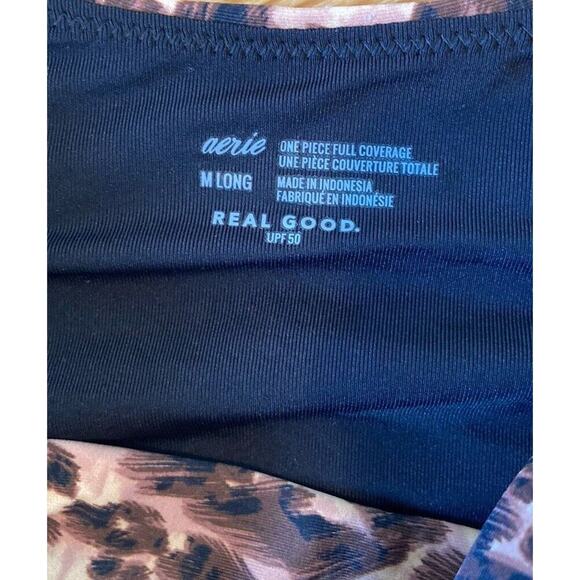 aerie
ONE PIECE FULL COVERAGE
UNE PIÈCE COUVERTURE TOTALE
M LONG
MADE IN INDONESIA
FABRIQUÉ EN INDONÉSIE
REAL GOOD.
UPF 50